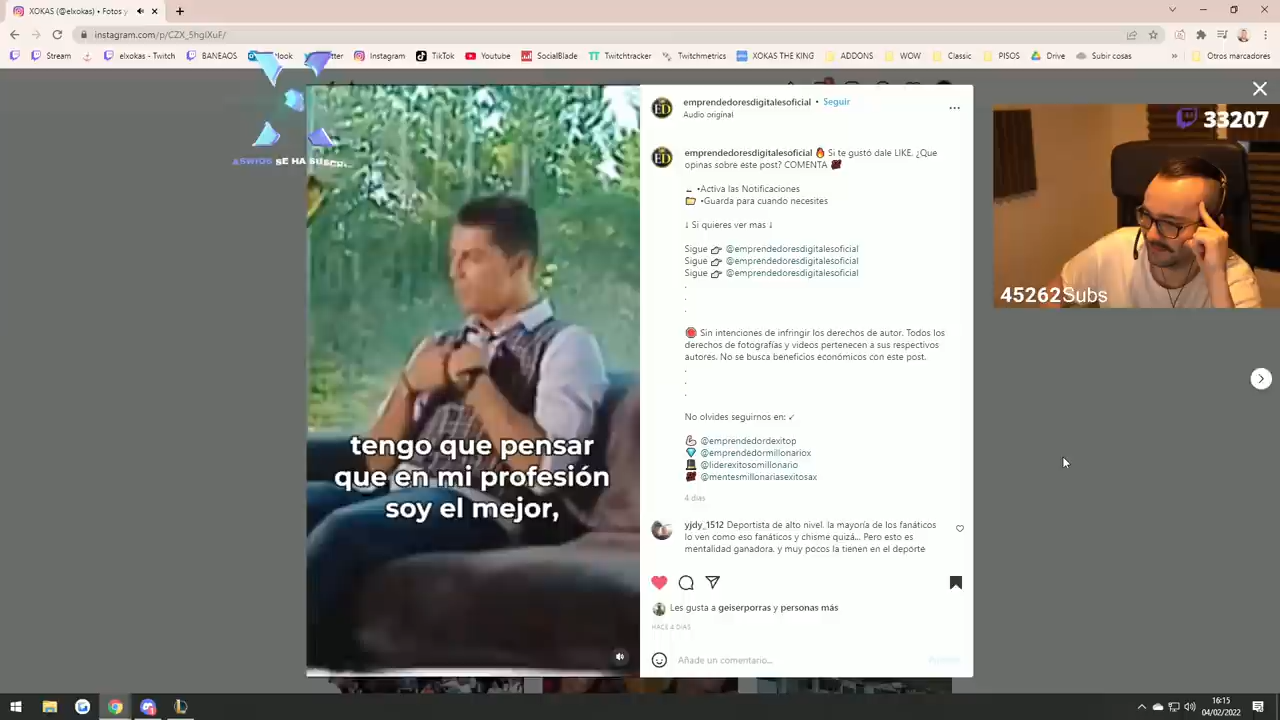 XOKAS (@elxokas) • Fotos y
instagram.com/p/CZX_5hgIXuF/
Twitch
Stream
elxokas - Twitch
BANEAOS
Instagram
TikTok
YouTube
SocialBlade
Twitchtracker
Twitchmetrics
XOKAS THE KING
ADDONS
WOW
Classic
PISOS
Drive
Subir cosas
Otros marcadores
emprendedoresdigitalesoficial • Seguir
Audio original
emprendedoresdigitalesoficial 🔥 Si te gustó dale LIKE. ¿Que
opinas sobre este post? COMENTA
•Activa las Notificaciones
📂 •Guarda para cuando necesites
↓ Si quieres ver mas ↓
Sigue 👉 @emprendedoresdigitalesoficial
Sigue 👉 @emprendedoresdigitalesoficial
Sigue 👉 @emprendedoresdigitalesoficial
.
.
.
Sin intenciones de infringir los derechos de autor. Todos los
derechos de fotografías y videos pertenecen a sus respectivos
autores. No se busca beneficios económicos con este post.
.
.
.
No olvides seguirnos en: ✓
💪 @emprendedordexitop
💎 @emprendedormillonariox
🎩 @liderexitosomillonario
@mentesmillonariasexitosax
4 días
yjdy_1512 Deportista de alto nivel. la mayoría de los fanáticos
lo ven como eso fanáticos y chisme quizá... Pero esto es
mentalidad ganadora. y muy pocos la tienen en el deporte
Les gusta a geiserporras y personas más
HACE 4 DÍAS
Añade un comentario...
tengo que pensar
que en mi profesión
soy el mejor,
33207
45262Subs
16:15
04/02/2022